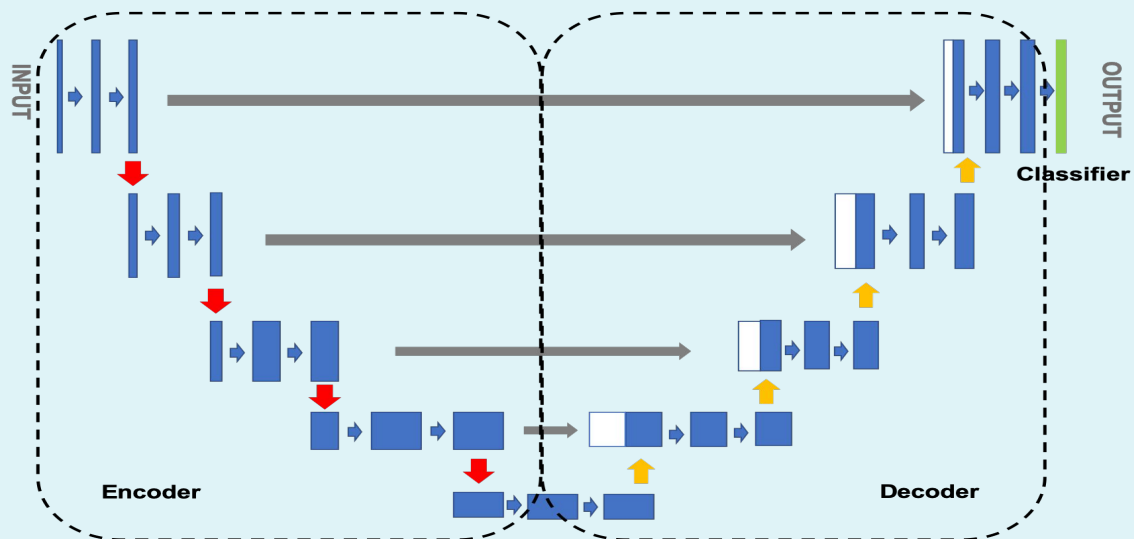 INPUT
OUTPUT
Classifier
Encoder
Decoder